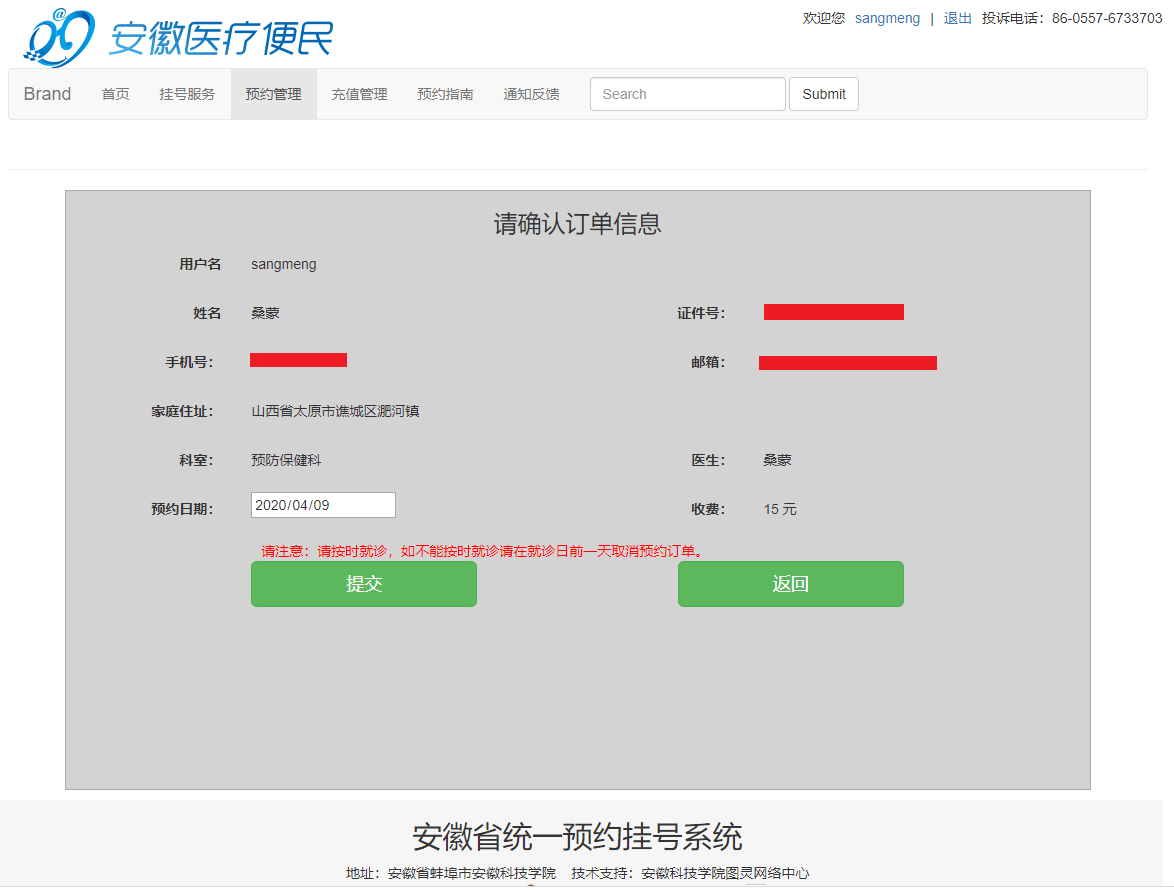 安徽医疗便民
欢迎您 sangmeng | 退出 投诉电话：86-0557-6733703
Brand 首页 挂号服务 预约管理 充值管理 预约指南 通知反馈 Search Submit
请确认订单信息
用户名 sangmeng
姓名 桑蒙 证件号：
手机号： 邮箱：
家庭住址： 山西省太原市谯城区淝河镇
科室： 预防保健科 医生： 桑蒙
预约日期： 2020/04/09 收费： 15 元
请注意：请按时就诊，如不能按时就诊请在就诊日前一天取消预约订单。
提交 返回
安徽省统一预约挂号系统
地址：安徽省蚌埠市安徽科技学院 技术支持：安徽科技学院图灵网络中心